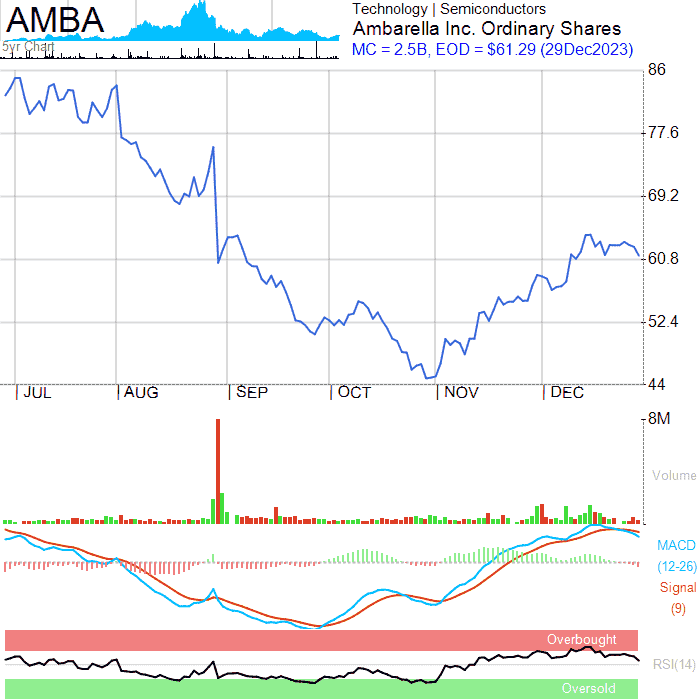 AMBA
5yr Chart
Technology | Semiconductors
Ambarella Inc. Ordinary Shares
MC = 2.5B, EOD = $61.29 (29Dec2023)
86
77.6
69.2
60.8
52.4
44
JUL AUG SEP OCT NOV DEC
8M
Volume
MACD
(12-26)
Signal
(9)
Overbought
RSI(14)
Oversold